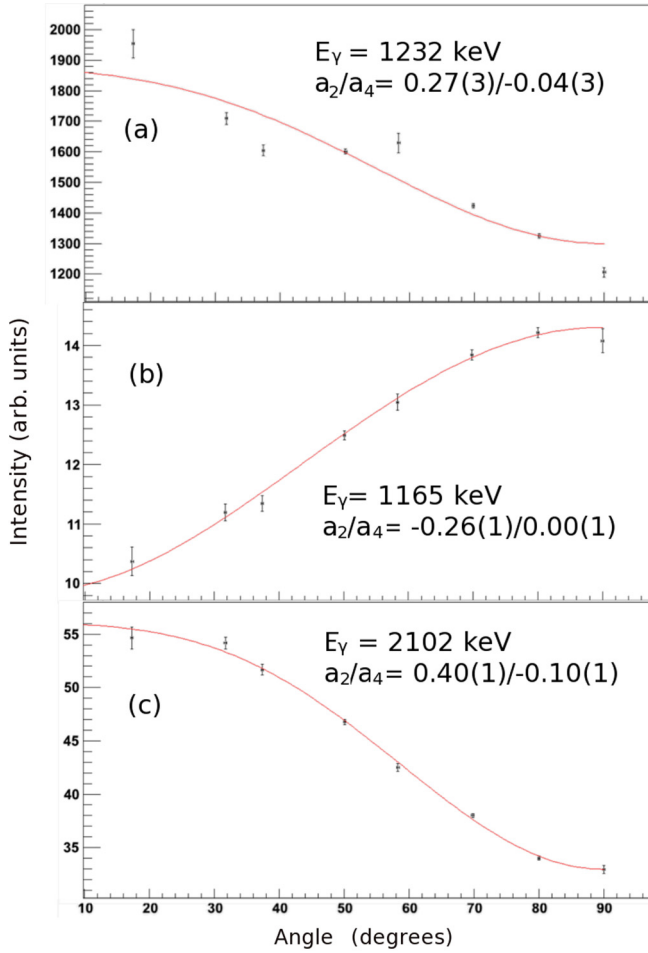 2000
1900
1800
1700
1600
1500
1400
1300
1200
E_γ = 1232 keV
a₂/a₄= 0.27(3)/-0.04(3)
(a)
14
13
12
11
10
(b)
E_γ= 1165 keV
a₂/a₄= -0.26(1)/0.00(1)
Intensity (arb. units)
55
50
45
40
35
E_γ = 2102 keV
a₂/a₄= 0.40(1)/-0.10(1)
(c)
10 20 30 40 50 60 70 80 90
Angle (degrees)